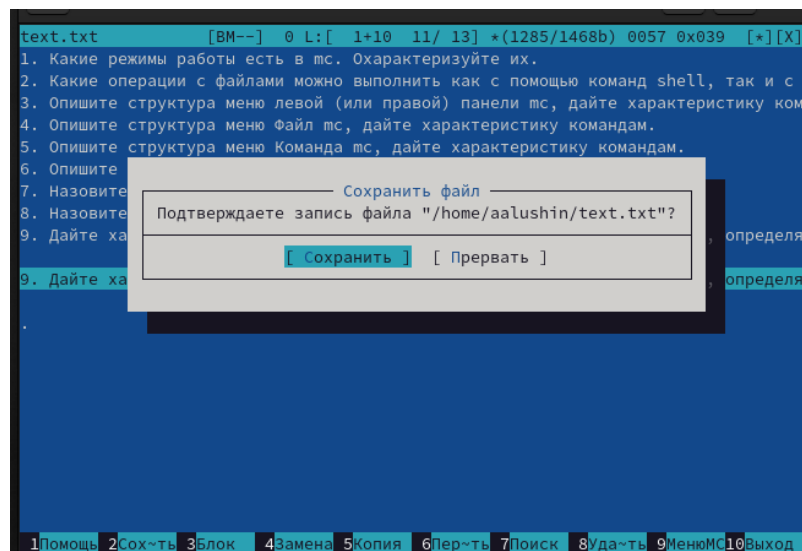 text.txt [BM--] 0 L:[ 1+10 11/ 13] *(1285/1468b) 0057 0x039 [*][X]
1. Какие режимы работы есть в mc. Охарактеризуйте их.
2. Какие операции с файлами можно выполнить как с помощью команд shell, так и с
3. Опишите структура меню левой (или правой) панели mc, дайте характеристику ком
4. Опишите структура меню Файл mc, дайте характеристику командам.
5. Опишите структура меню Команда mc, дайте характеристику командам.
6. Опишите
7. Назовите
8. Назовите
9. Дайте ха , определя
Сохранить файл
Подтверждаете запись файла "/home/aalushin/text.txt"?
[ Сохранить ] [ Прервать ]
9. Дайте ха , определя
.
1Помощь 2Сох~ть 3Блок 4Замена 5Копия 6Пер~ть 7Поиск 8Уда~ть 9МенюMC10Выход